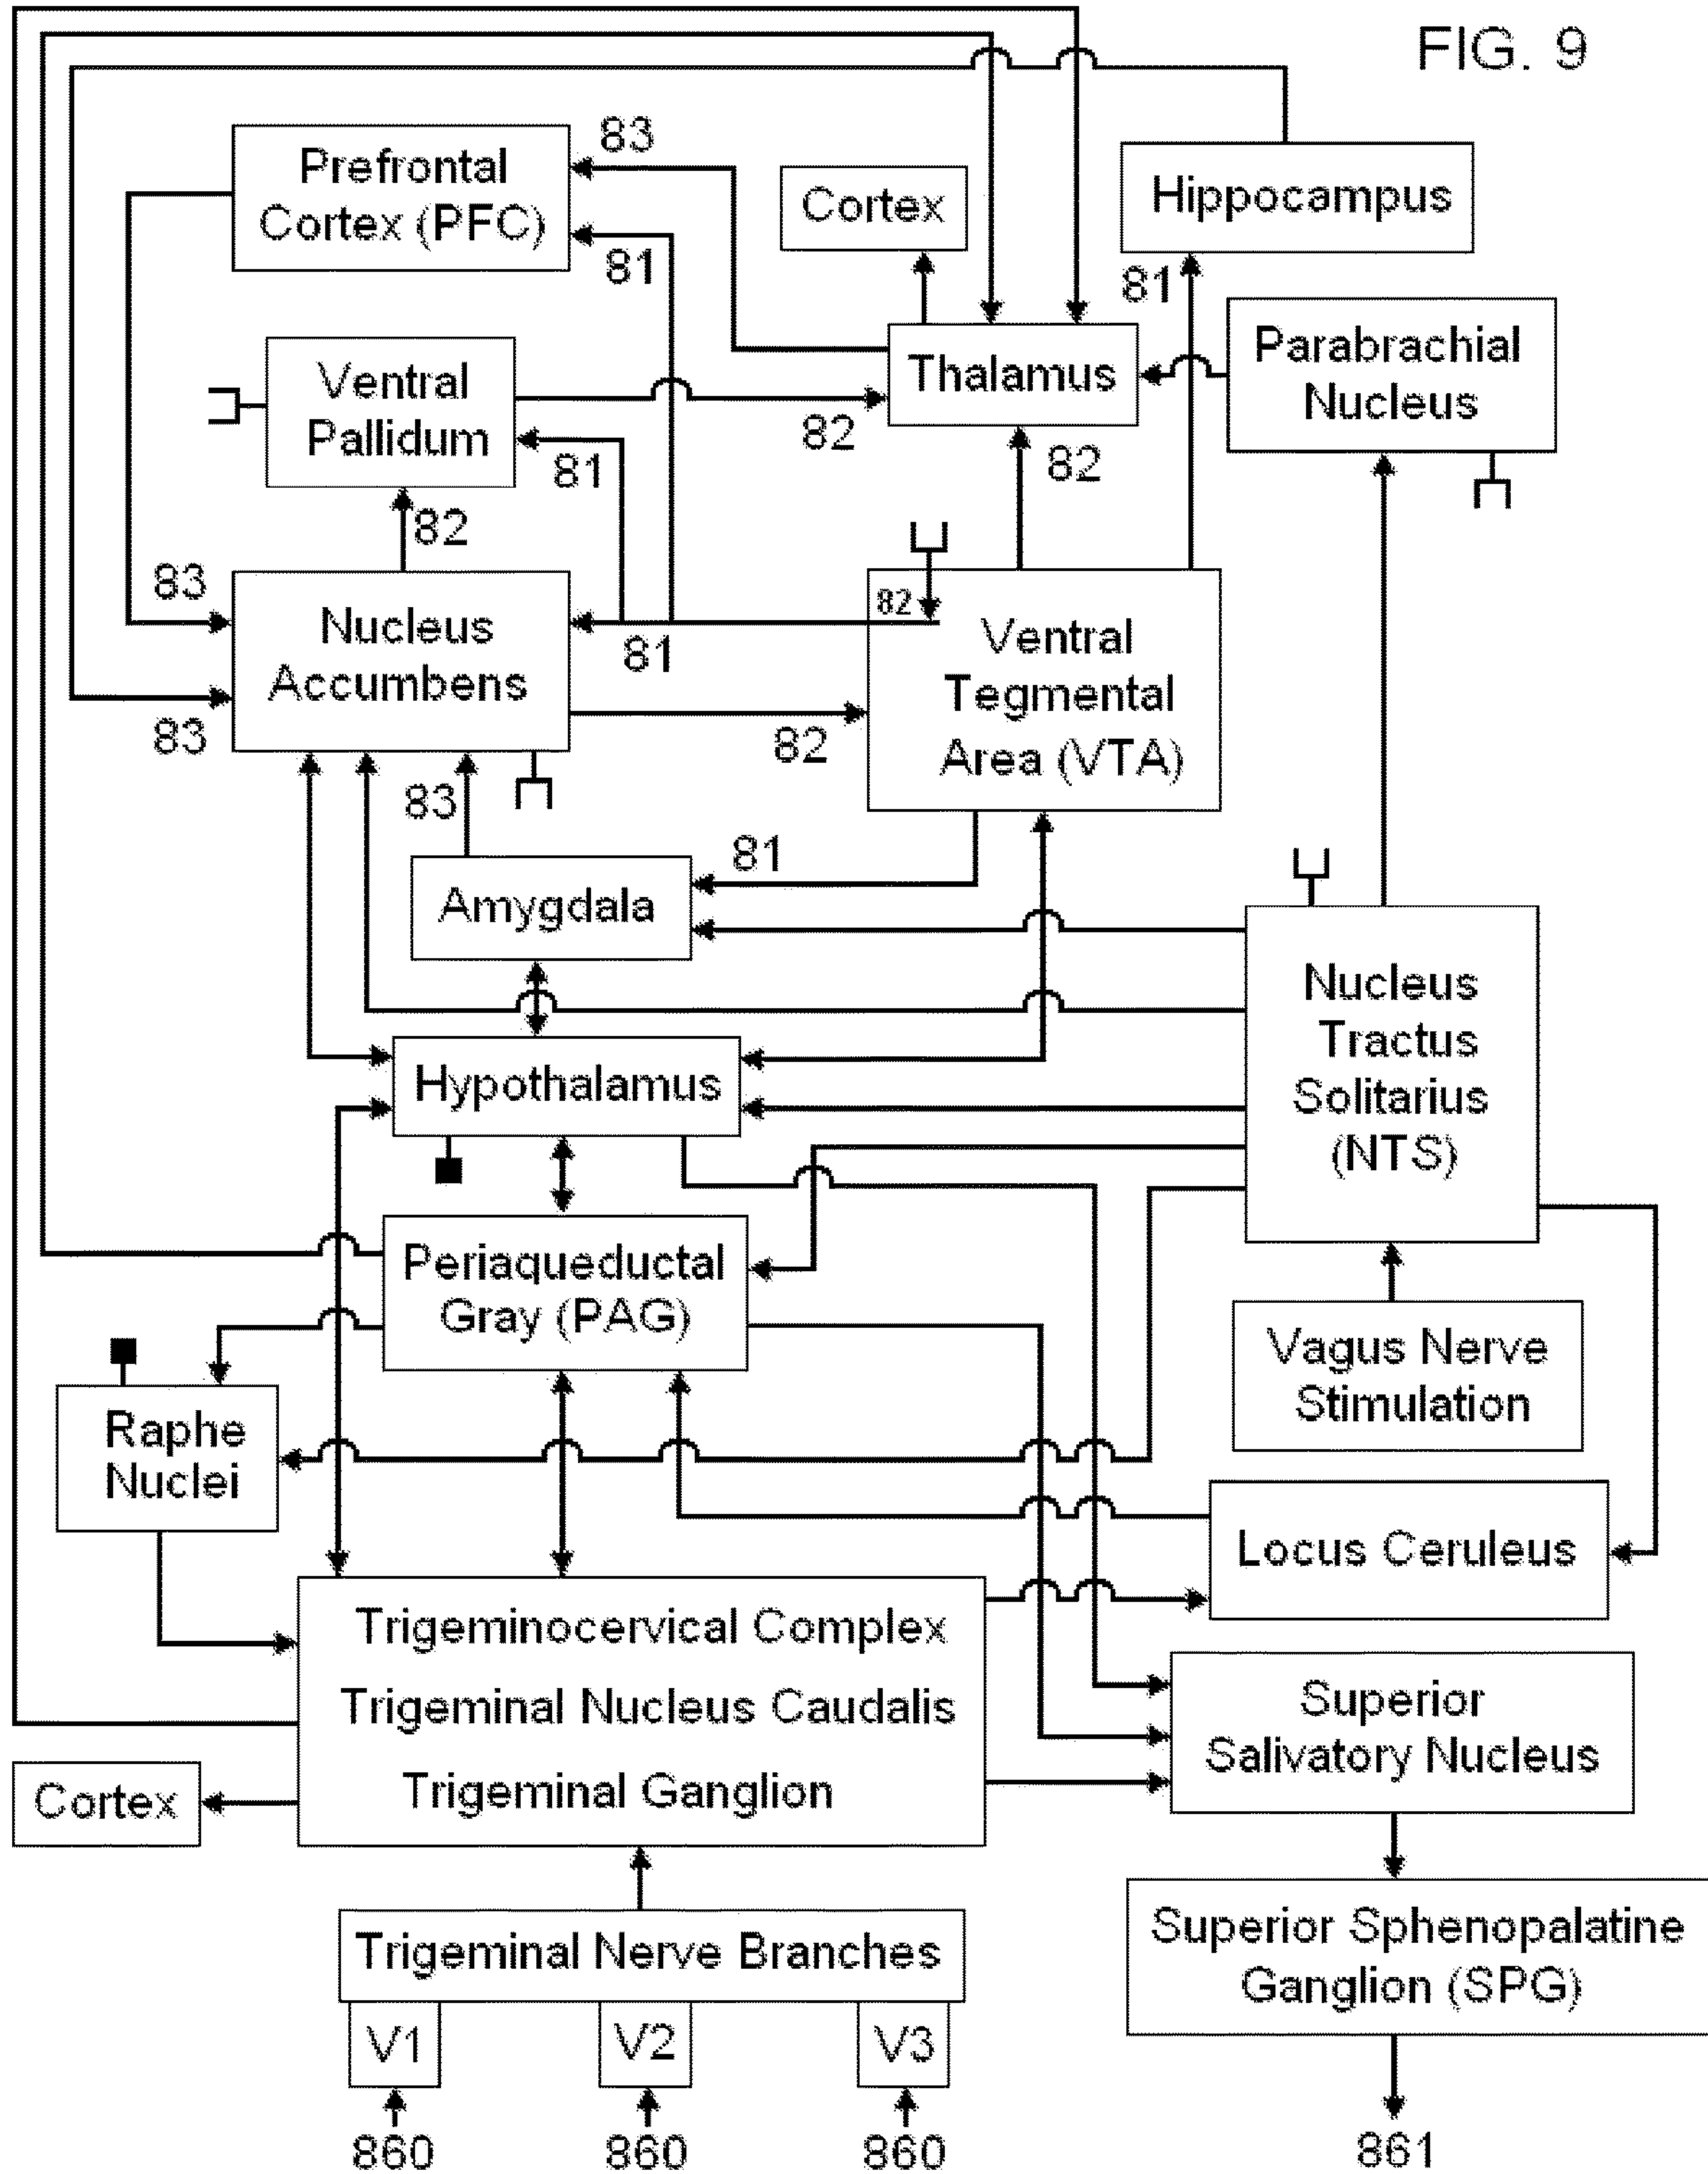 FIG. 9
83
Prefrontal
Cortex (PFC)
81
Cortex
Hippocampus
81
Parabrachial
Nucleus
Thalamus
Ventral
Pallidum
82
82
81
82
83
Nucleus
Accumbens
83
81
82
Ventral
Tegmental
Area (VTA)
82
83
81
Amygdala
Nucleus
Tractus
Solitarius
(NTS)
Hypothalamus
Periaqueductal
Gray (PAG)
Vagus Nerve
Stimulation
Raphe
Nuclei
Locus Ceruleus
Trigeminocervical Complex
Trigeminal Nucleus Caudalis
Trigeminal Ganglion
Superior
Salivatory Nucleus
Cortex
Trigeminal Nerve Branches
Superior Sphenopalatine
Ganglion (SPG)
V1
V2
V3
860
860
860
861